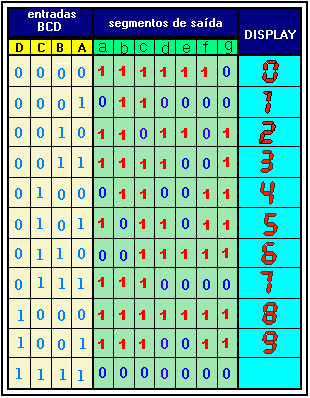 entradas segmentos de saída DISPLAY
BCD
D C B A a b c d e f g
0 0 0 0 1 1 1 1 1 1 0 0
0 0 0 1 0 1 1 0 0 0 0 1
0 0 1 0 1 1 0 1 1 0 1 2
0 0 1 1 1 1 1 1 0 0 1 3
0 1 0 0 0 1 1 0 0 1 1 4
0 1 0 1 1 0 1 1 0 1 1 5
0 1 1 0 0 0 1 1 1 1 1 6
0 1 1 1 1 1 1 0 0 0 0 7
1 0 0 0 1 1 1 1 1 1 1 8
1 0 0 1 1 1 1 0 0 1 1 9
1 1 1 1 0 0 0 0 0 0 0